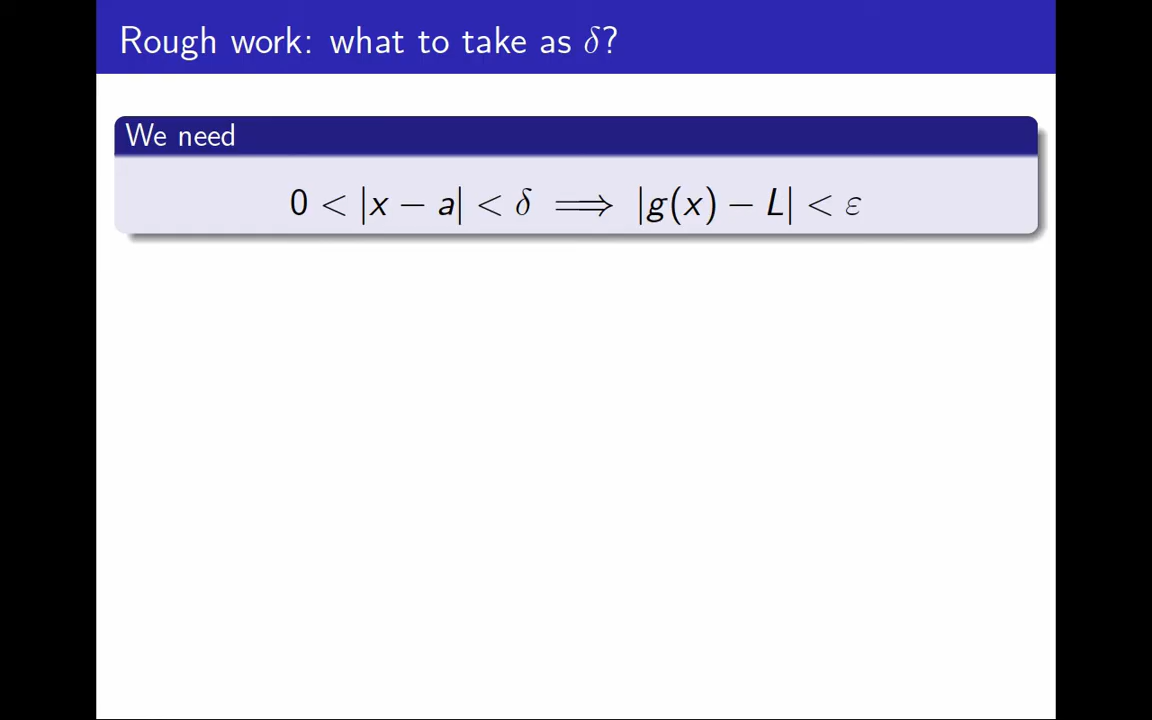 Rough work: what to take as δ?
We need
0 < |x − a| < δ ⟹ |g(x) − L| < ε